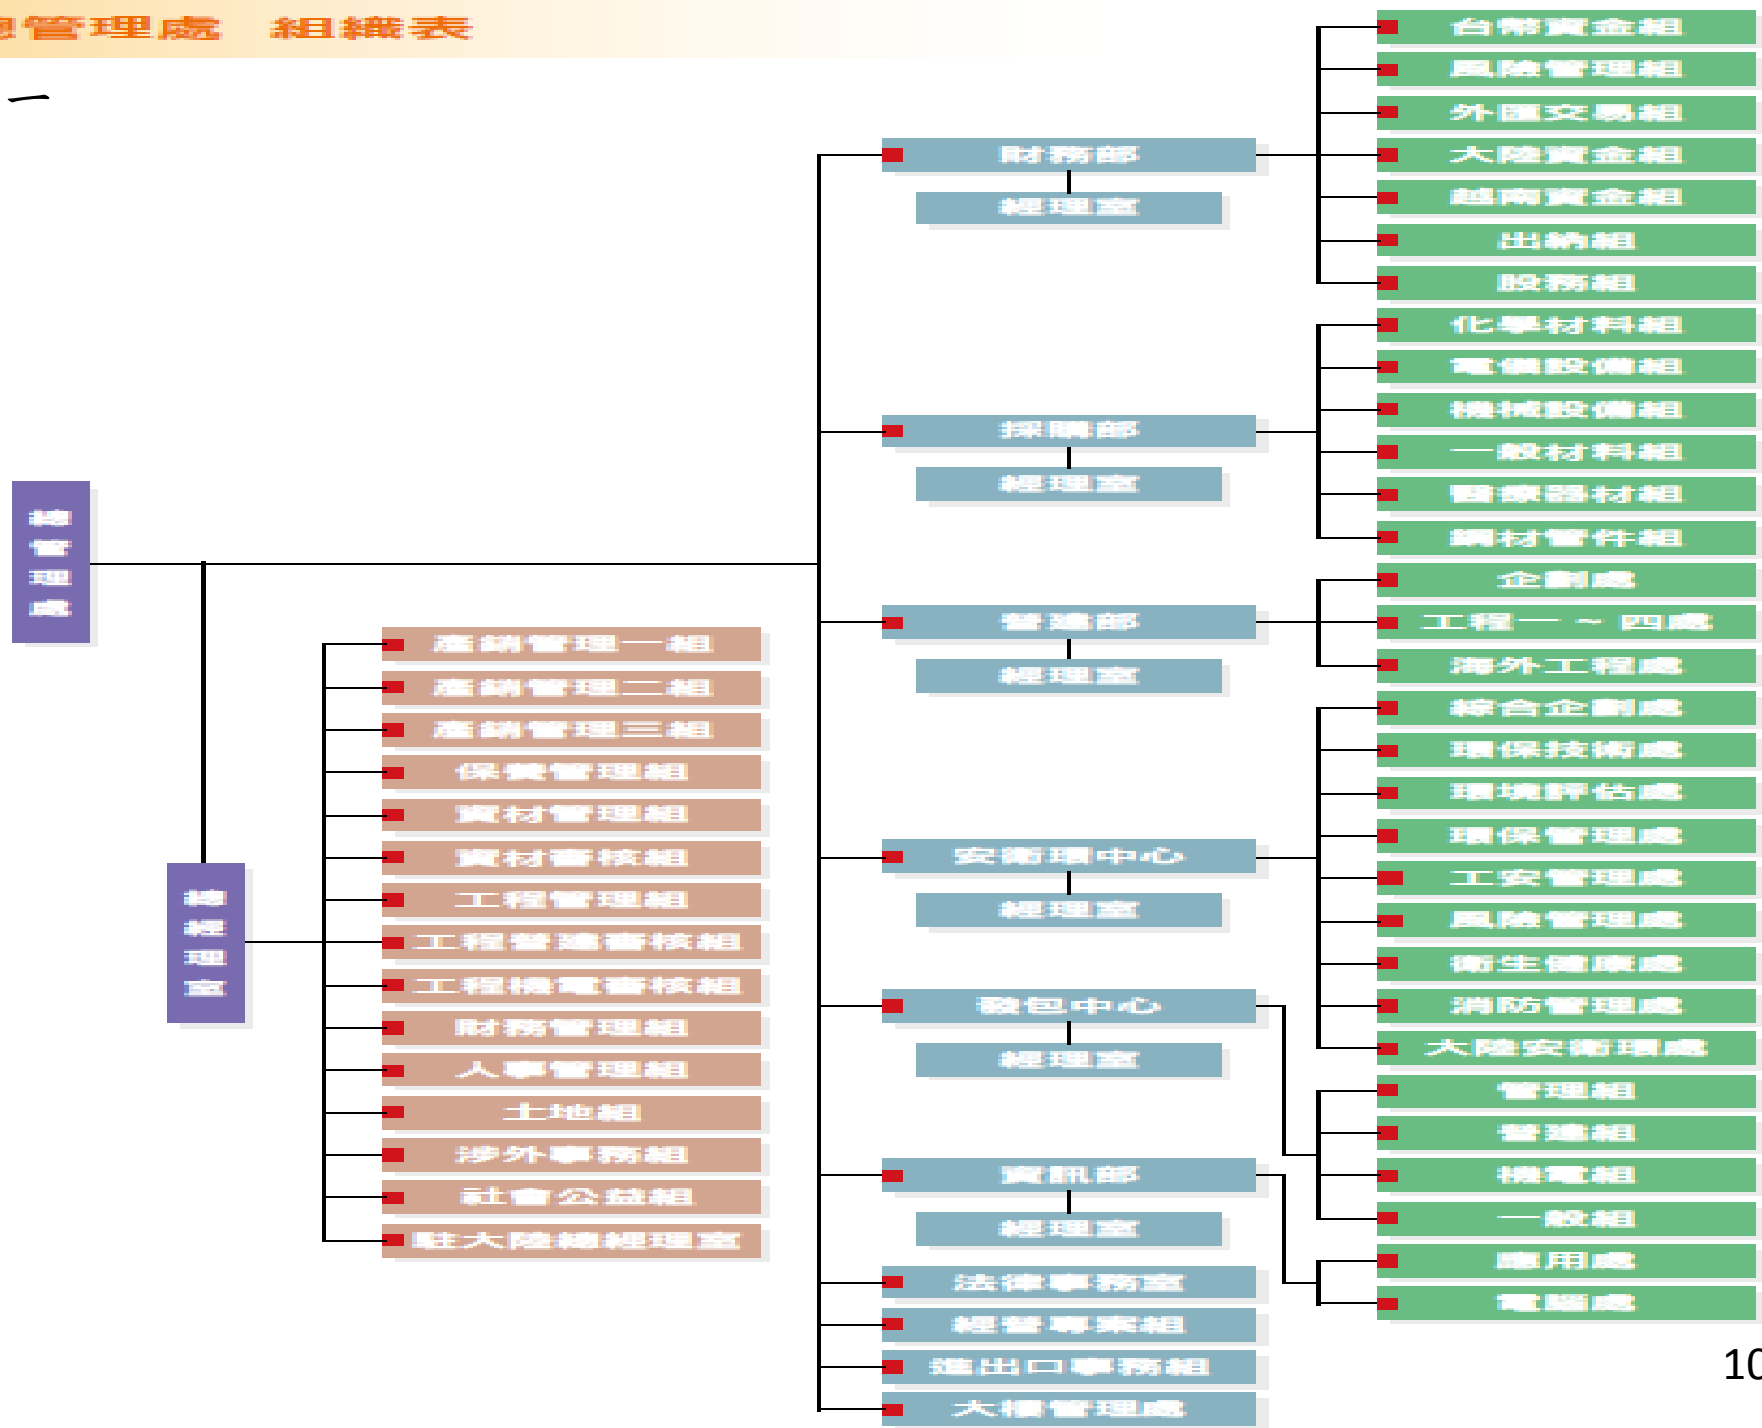 總管理處 組織表
一
總管理處
總經理室
產銷管理一組
產銷管理二組
產銷管理三組
保養管理組
資材管理組
資材審核組
工程管理組
工程營建審核組
工程機電審核組
財務管理組
人事管理組
土地組
涉外事務組
社會公益組
駐大陸總經理室
財務部
經理室
採購部
經理室
營建部
經理室
安衛環中心
經理室
發包中心
經理室
資訊部
經理室
法律事務室
經營專案組
進出口事務組
大樓管理處
台幣資金組
風險管理組
外匯交易組
大陸資金組
越南資金組
出納組
股務組
化學材料組
電儀設備組
機械設備組
一般材料組
醫療器材組
鋼材管件組
企劃處
工程一 ~ 四處
海外工程處
綜合企劃處
環保技術處
環境評估處
環保管理處
工安管理處
風險管理處
衛生健康處
消防管理處
大陸安衛環處
管理組
營建組
機電組
一般組
應用處
電腦處
10